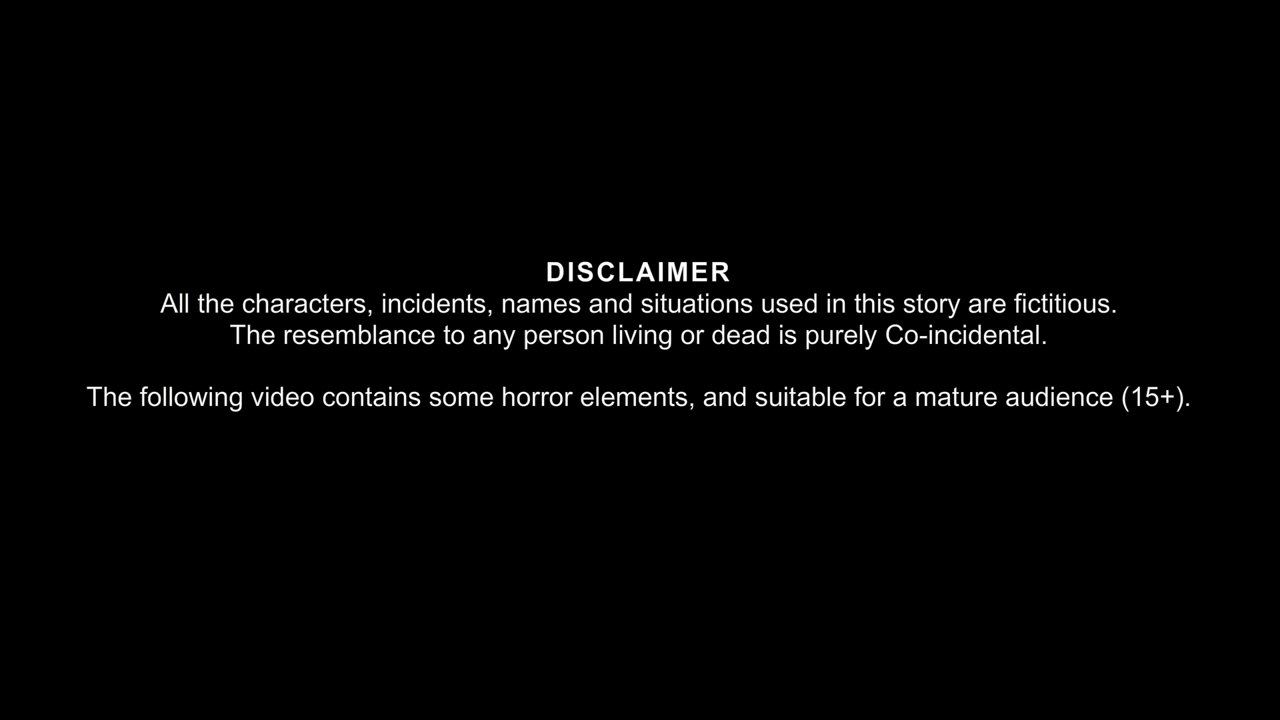 DISCLAIMER
All the characters, incidents, names and situations used in this story are fictitious.
The resemblance to any person living or dead is purely Co-incidental.
The following video contains some horror elements, and suitable for a mature audience (15+).